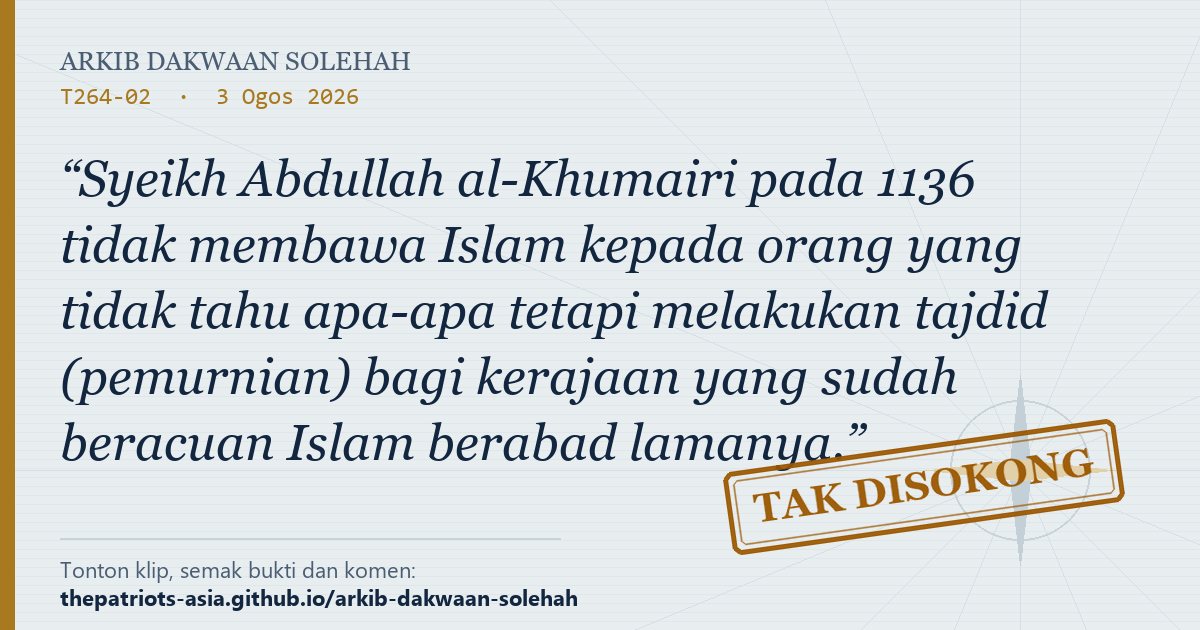 ARKIB DAKWAAN SOLEHAH
T264-02 · 3 Ogos 2026
“Syeikh Abdullah al-Khumairi pada 1136
tidak membawa Islam kepada orang yang
tidak tahu apa-apa tetapi melakukan tajdid
(pemurnian) bagi kerajaan yang sudah
beracuan Islam berabad lamanya.”
TAK DISOKONG
Tonton klip, semak bukti dan komen:
thepatriots-asia.github.io/arkib-dakwaan-solehah